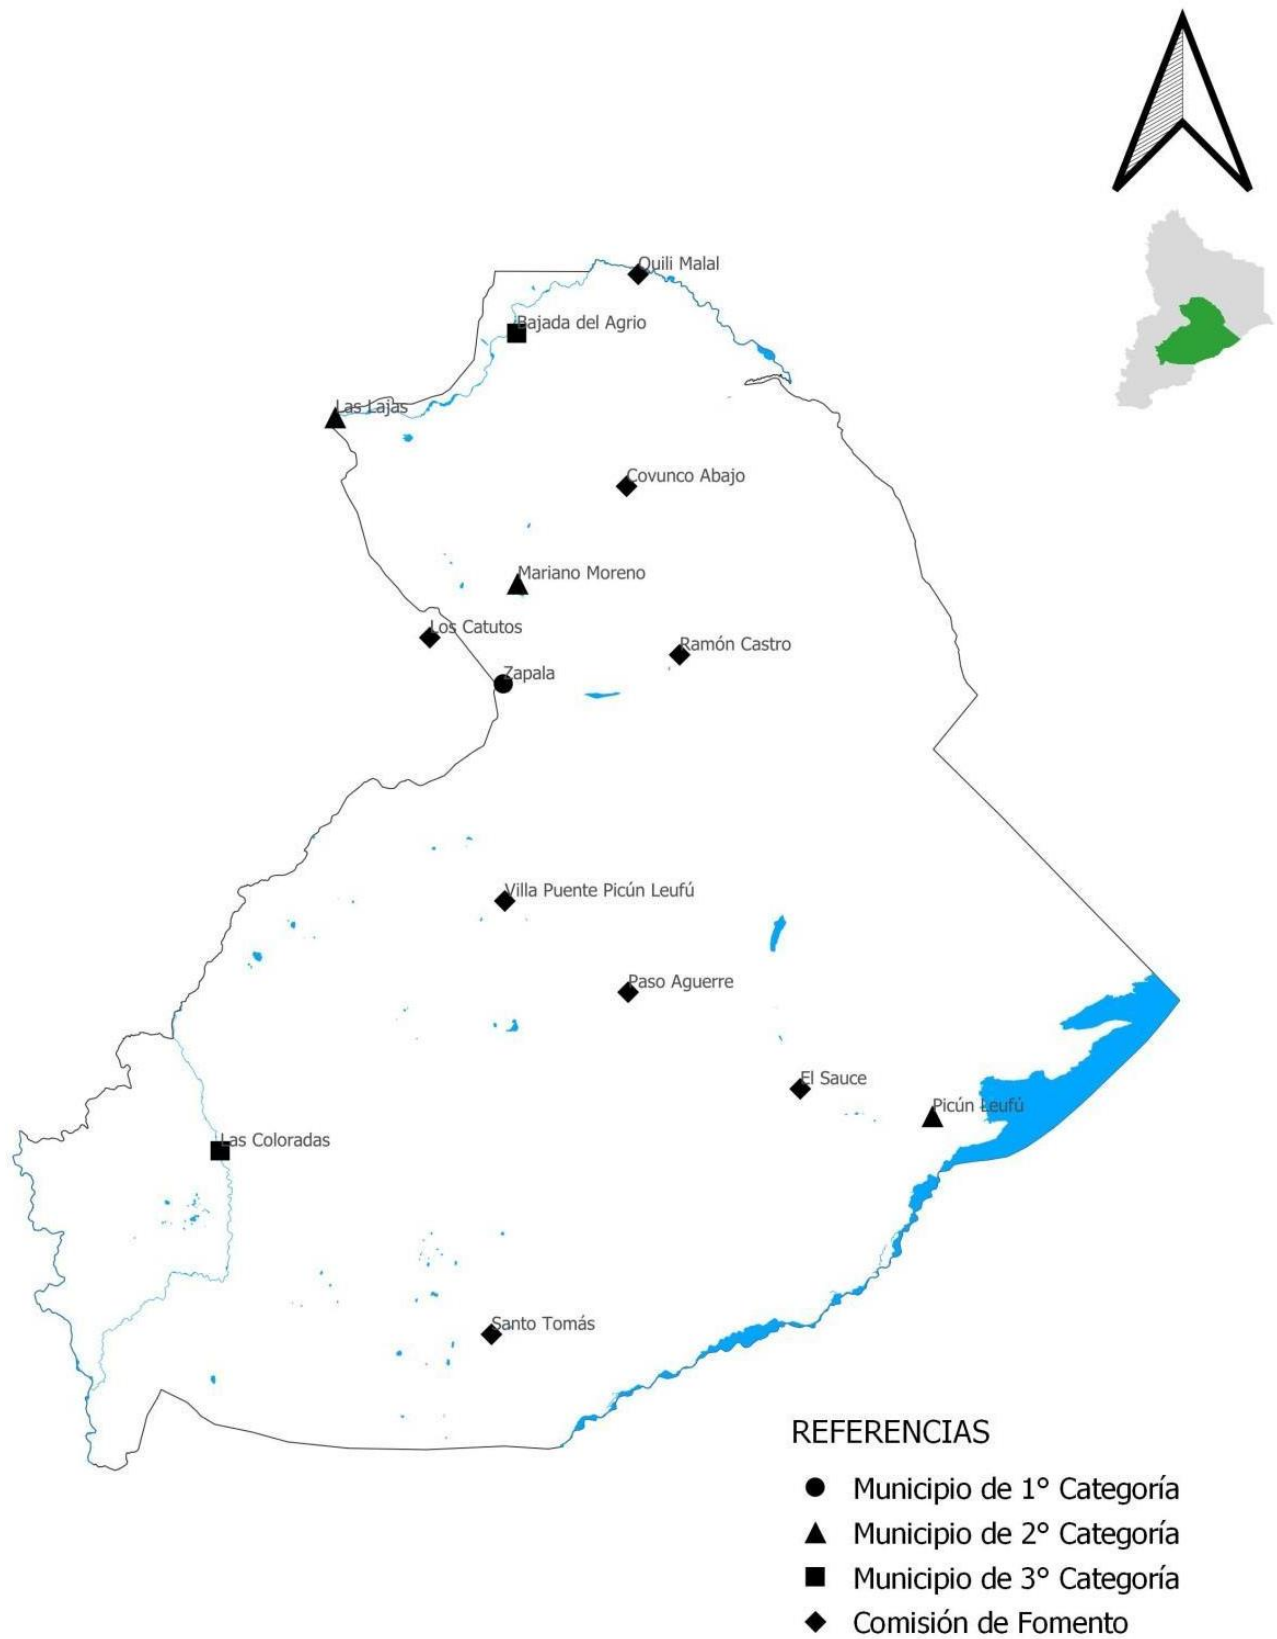 Quili Malal
Bajada del Agrio
Las Lajas
Covunco Abajo
Mariano Moreno
Los Catutos
Ramón Castro
Zapala
Villa Puente Picún Leufú
Paso Aguerre
El Sauce
Picún Leufú
Las Coloradas
Santo Tomás
REFERENCIAS
Municipio de 1° Categoría
Municipio de 2° Categoría
Municipio de 3° Categoría
Comisión de Fomento